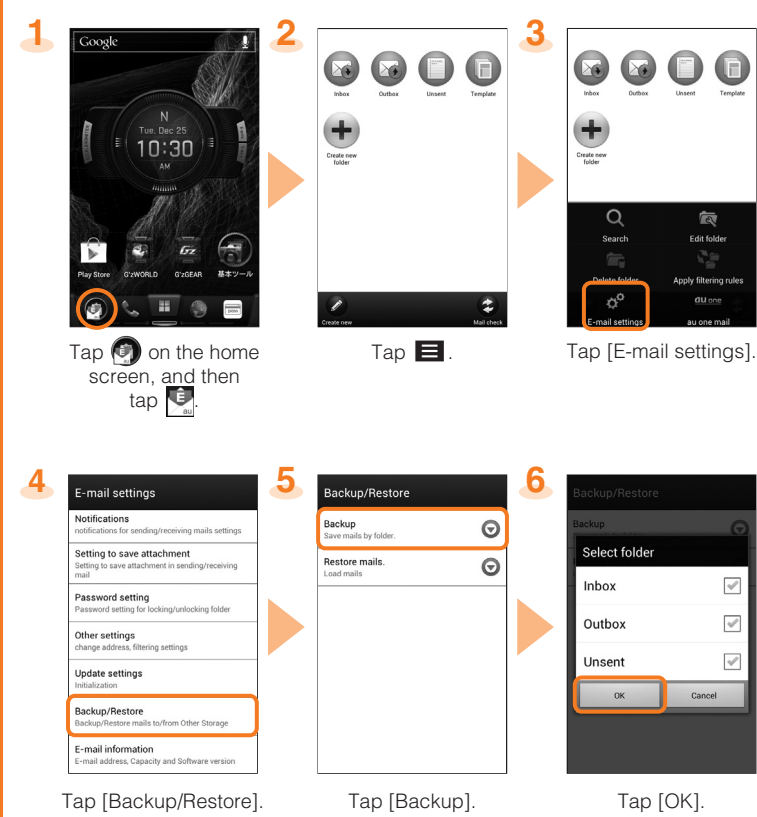 1
Google
N
Tue, Dec 25
10:30
AM
Play Store
G'zWORLD
G'zGEAR
基本ツール
Tap on the home
screen, and then
tap .
2
Inbox
Outbox
Unsent
Template
Create new
folder
Create new
Mail check
Tap .
3
Inbox
Outbox
Unsent
Template
Create new
folder
Search
Edit folder
Delete folder
Apply filtering rules
E-mail settings
au one
au one mail
Tap [E-mail settings].
4
E-mail settings
Notifications
notifications for sending/receiving mails settings
Setting to save attachment
Setting to save attachment in sending/receiving
mail
Password setting
Password setting for locking/unlocking folder
Other settings
change address, filtering settings
Update settings
Initialization
Backup/Restore
Backup/Restore mails to/from Other Storage
E-mail information
E-mail address, Capacity and Software version
Tap [Backup/Restore].
5
Backup/Restore
Backup
Save mails by folder.
Restore mails.
Load mails
Tap [Backup].
6
Backup/Restore
Backup
Select folder
Inbox
Outbox
Unsent
OK
Cancel
Tap [OK].